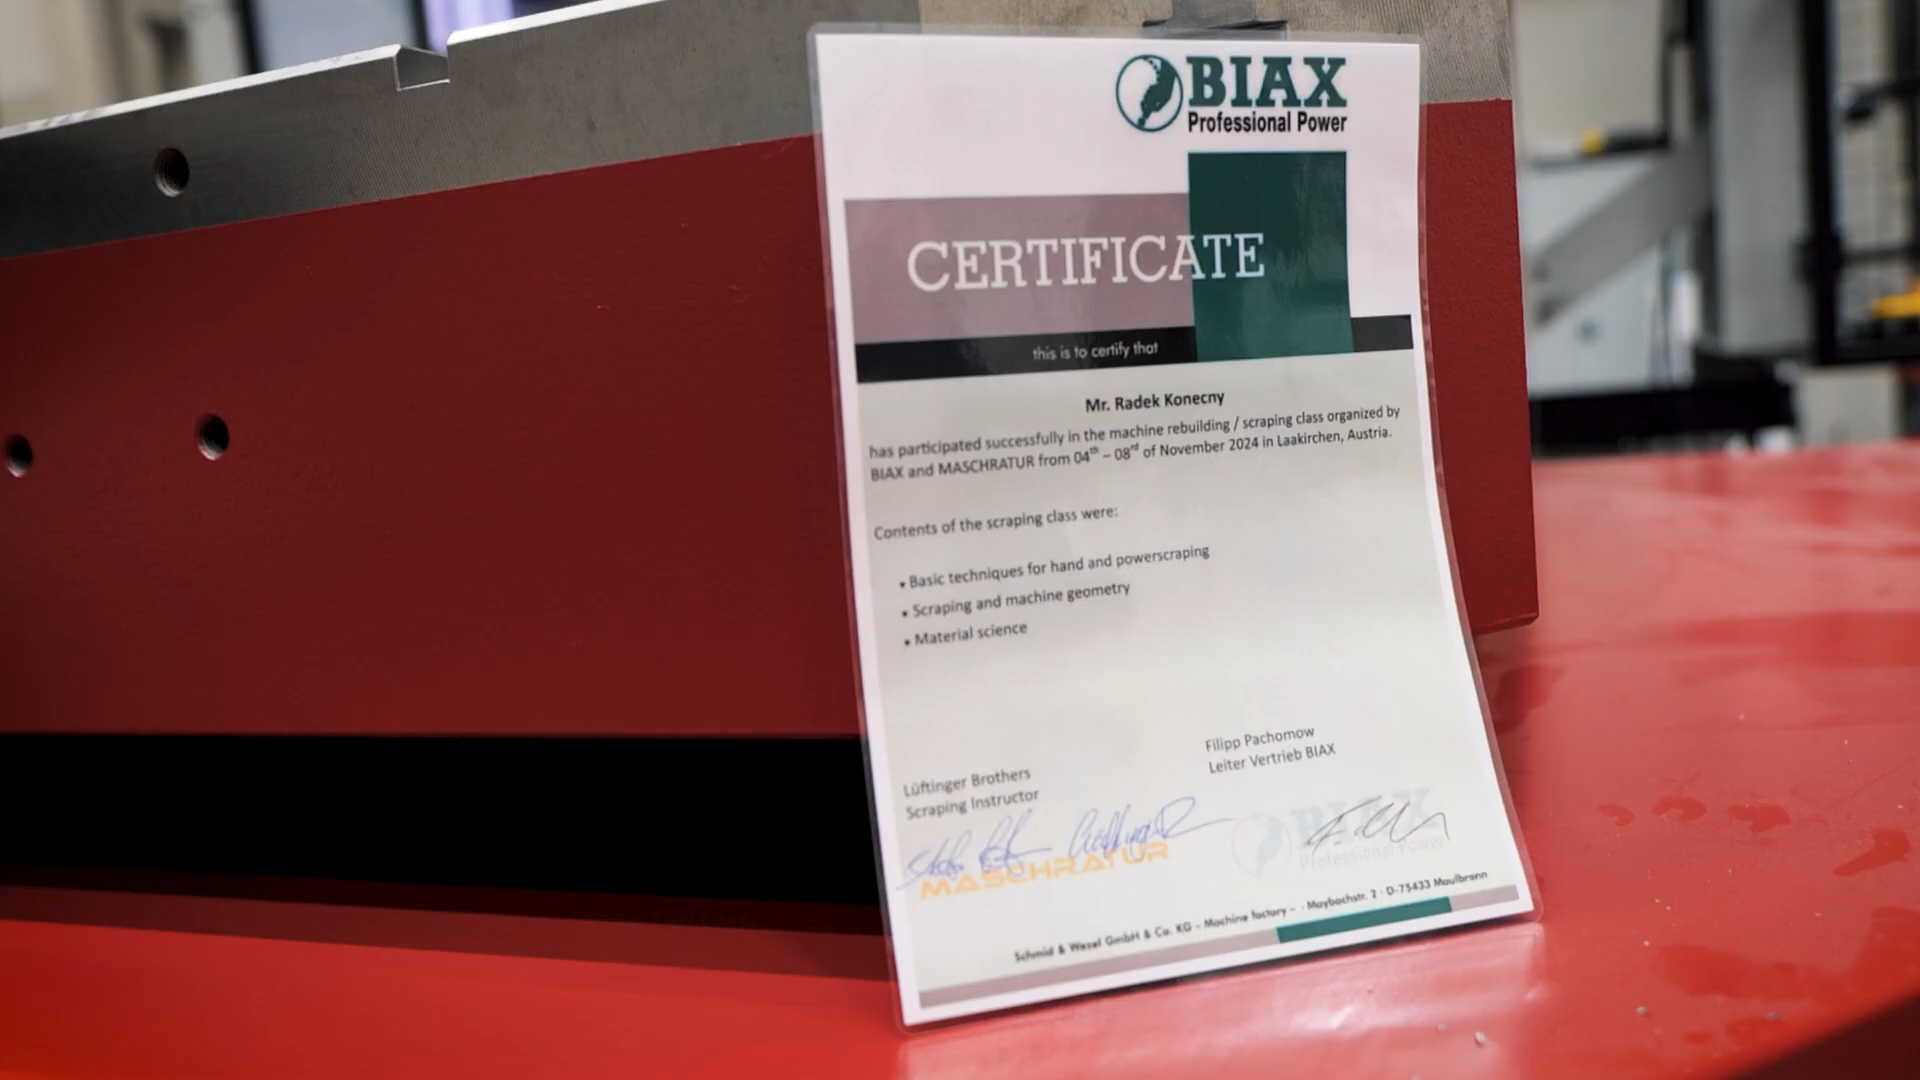 BIAX
Professional Power
CERTIFICATE
this is to certify that
Mr. Radek Konecny
has participated successfully in the machine rebuilding / scraping class organized by
BIAX and MASCHRATUR from 04th – 08rd of November 2024 in Laakirchen, Austria.
Contents of the scraping class were:
• Basic techniques for hand and powerscraping
• Scraping and machine geometry
• Material science
Filipp Pachomow
Leiter Vertrieb BIAX
Lüftinger Brothers
Scraping Instructor
MASCHRATUR
BIAX
Professional Power
Schmid & Wezel GmbH & Co. KG - Machine factory - - Maybachstr. 2 - D-75433 Maulbronn